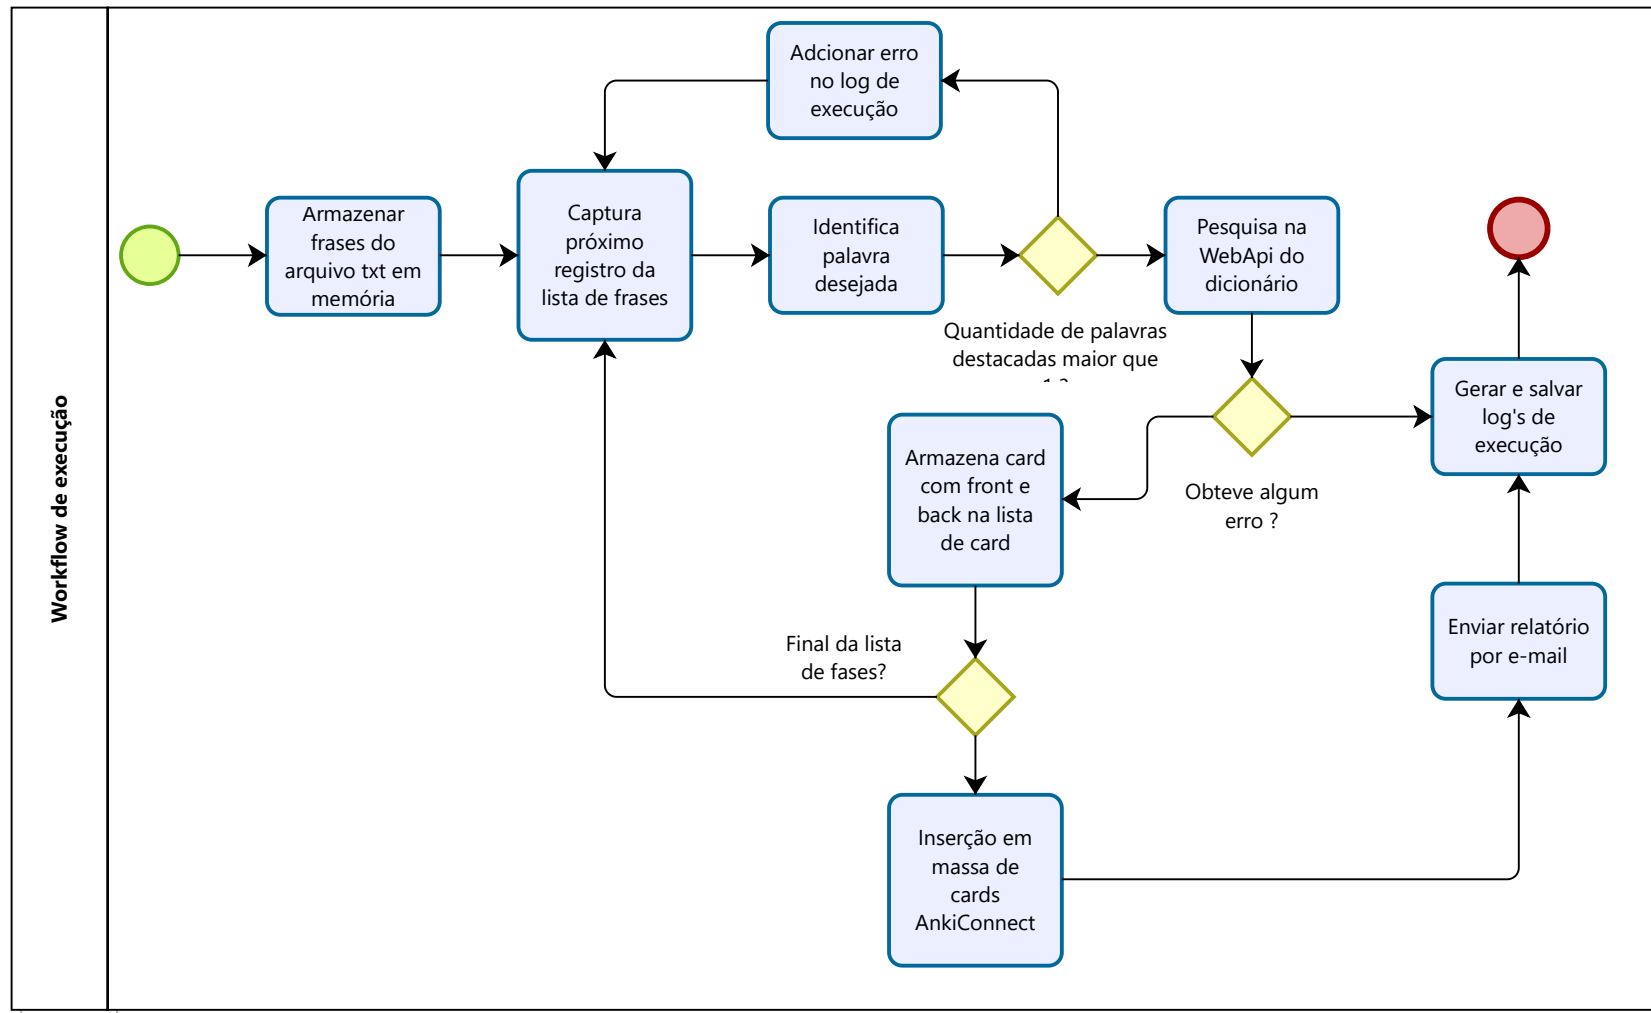 Workflow de execução
Adcionar erro
no log de
execução
Armazenar
frases do
arquivo txt em
memória
Captura
próximo
registro da
lista de frases
Identifica
palavra
desejada
Quantidade de palavras
destacadas maior que
Pesquisa na
WebApi do
dicionário
Obteve algum
erro ?
Gerar e salvar
log's de
execução
Armazena card
com front e
back na lista
de card
Enviar relatório
por e-mail
Final da lista
de fases?
Inserção em
massa de
cards
AnkiConnect